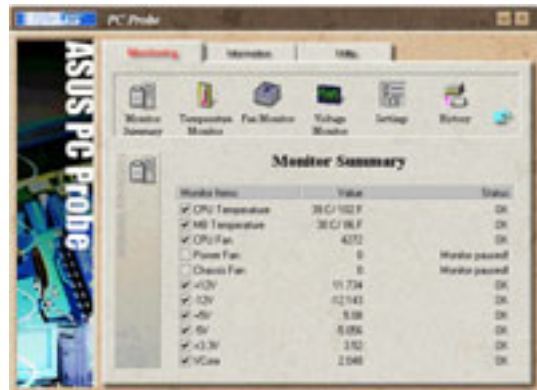 PC Probe
ASUS PC Probe
Monitoring Information Utility
Monitor Summary
Temperature Monitor
Fan Monitor
Voltage Monitor
Settings
History
Monitor Summary
Monitor Items Value Status
CPU Temperature 39 C/ 102 F OK
MB Temperature 30 C/ 86 F OK
CPU Fan 4272 OK
Power Fan 0 Monitor paused!
Chassis Fan 0 Monitor paused!
+12V 11.734 OK
-12V -12.143 OK
+5V 5.08 OK
-5V -5.056 OK
+3.3V 3.52 OK
VCore 2.048 OK